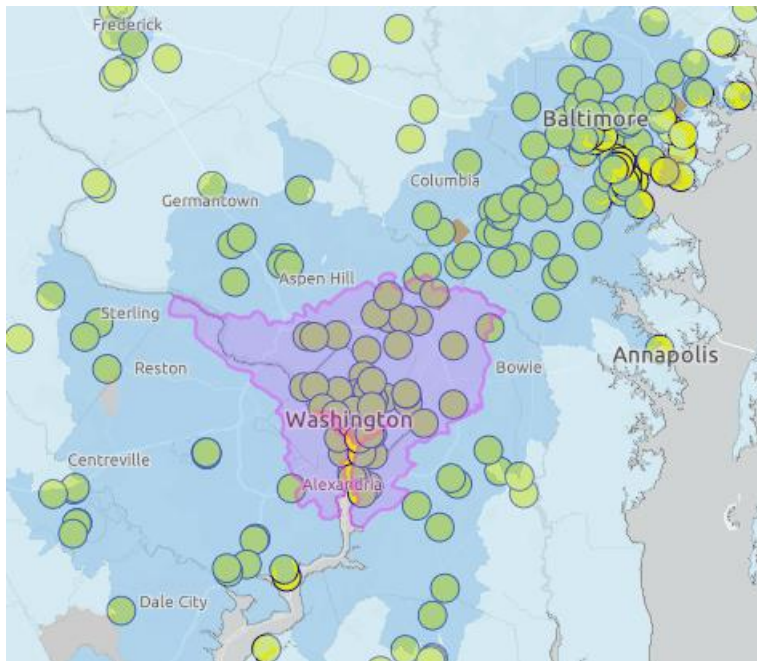 Frederick
Baltimore
Columbia
Germantown
Aspen Hill
Sterling
Annapolis
Reston
Bowie
Washington
Centreville
Alexandria
Dale City